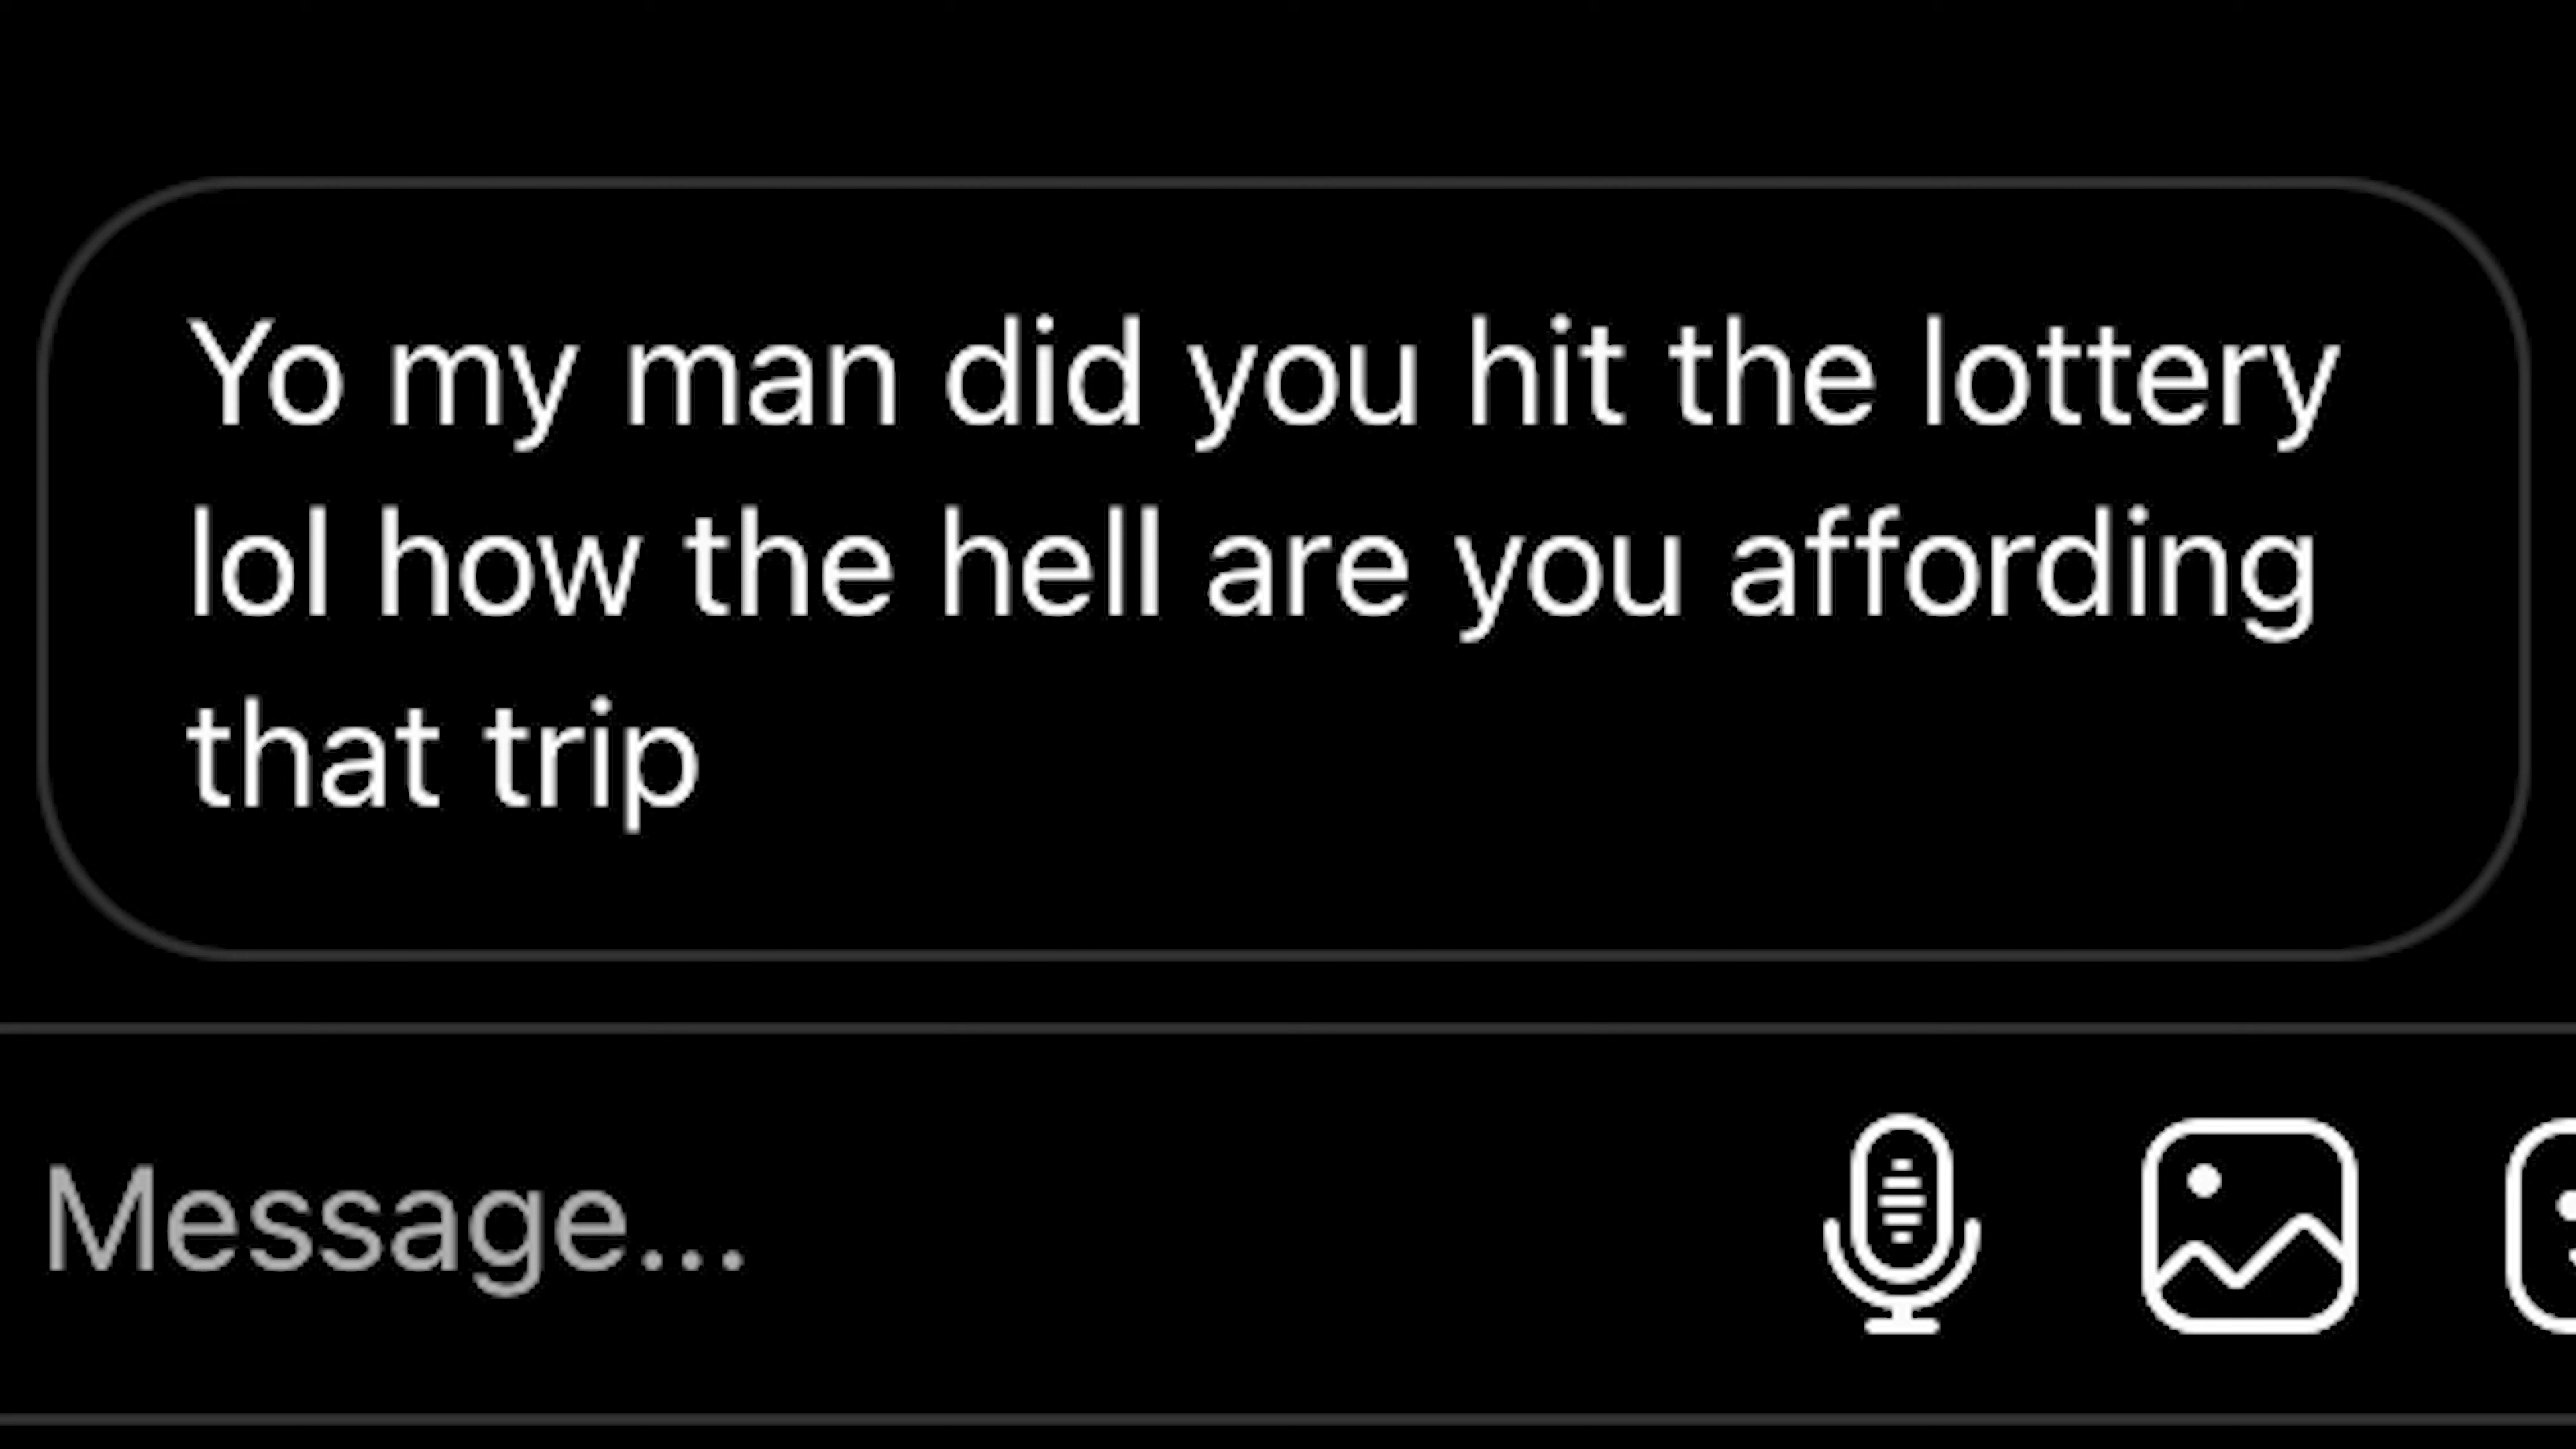 Yo my man did you hit the lottery
lol how the hell are you affording
that trip
Message...